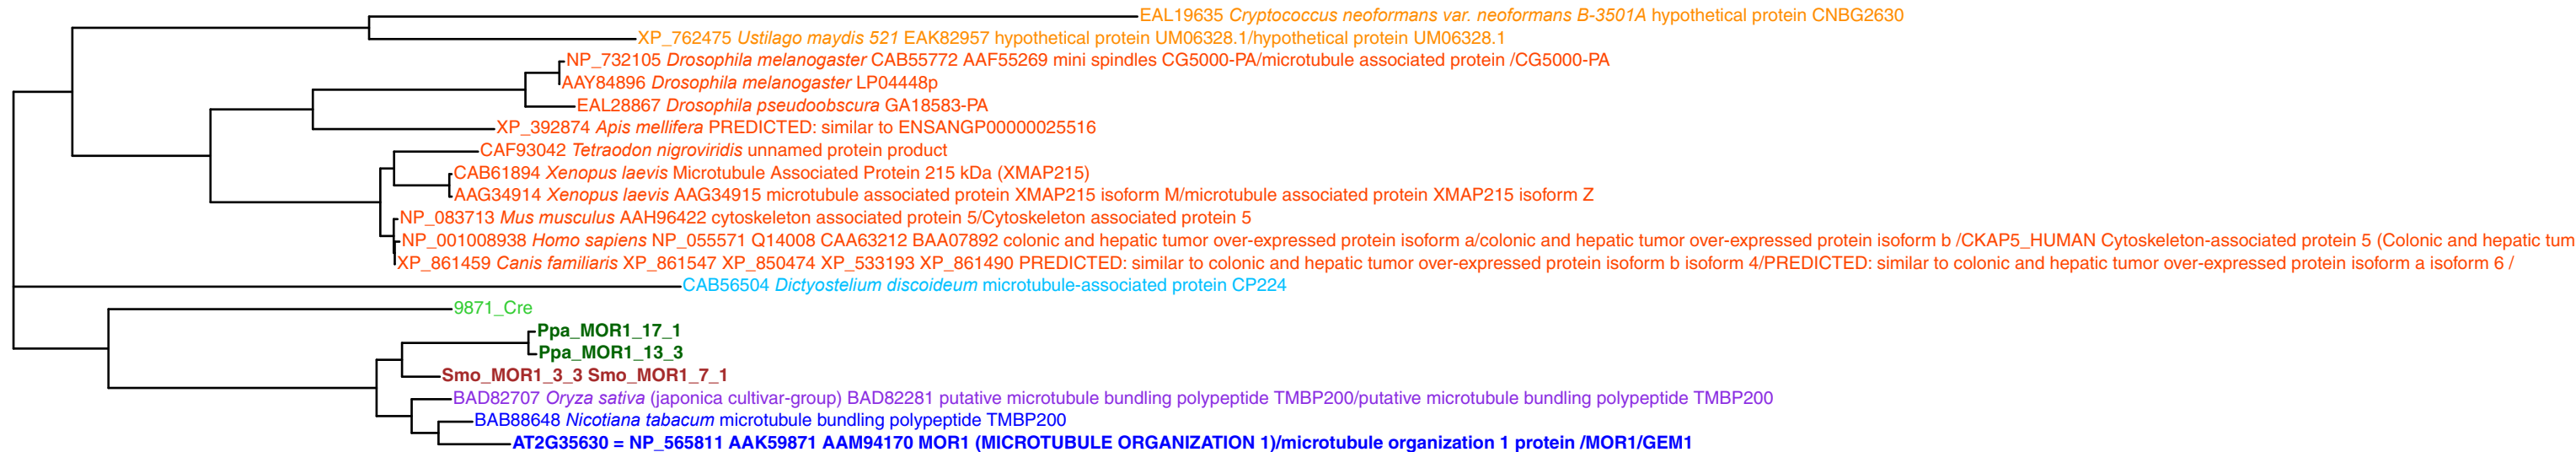 EAL19635 Cryptococcus neoformans var. neoformans B-3501A hypothetical protein CNBG2630
XP_762475 Ustilago maydis 521 EAK82957 hypothetical protein UM06328.1/hypothetical protein UM06328.1
NP_732105 Drosophila melanogaster CAB55772 AAF55269 mini spindles CG5000-PA/microtubule associated protein /CG5000-PA
AAY84896 Drosophila melanogaster LP04448p
EAL28867 Drosophila pseudoobscura GA18583-PA
XP_392874 Apis mellifera PREDICTED: similar to ENSANGP00000025516
CAF93042 Tetraodon nigroviridis unnamed protein product
CAB61894 Xenopus laevis Microtubule Associated Protein 215 kDa (XMAP215)
AAG34914 Xenopus laevis AAG34915 microtubule associated protein XMAP215 isoform M/microtubule associated protein XMAP215 isoform Z
NP_083713 Mus musculus AAH96422 cytoskeleton associated protein 5/Cytoskeleton associated protein 5
NP_001008938 Homo sapiens NP_055571 Q14008 CAA63212 BAA07892 colonic and hepatic tumor over-expressed protein isoform a/colonic and hepatic tumor over-expressed protein isoform b /CKAP5_HUMAN Cytoskeleton-associated protein 5 (Colonic and hepatic tum
XP_861459 Canis familiaris XP_861547 XP_850474 XP_533193 XP_861490 PREDICTED: similar to colonic and hepatic tumor over-expressed protein isoform b isoform 4/PREDICTED: similar to colonic and hepatic tumor over-expressed protein isoform a isoform 6 /
CAB56504 Dictyostelium discoideum microtubule-associated protein CP224
9871_Cre
Ppa_MOR1_17_1
Ppa_MOR1_13_3
Smo_MOR1_3_3 Smo_MOR1_7_1
BAD82707 Oryza sativa (japonica cultivar-group) BAD82281 putative microtubule bundling polypeptide TMBP200/putative microtubule bundling polypeptide TMBP200
BAB88648 Nicotiana tabacum microtubule bundling polypeptide TMBP200
AT2G35630 = NP_565811 AAK59871 AAM94170 MOR1 (MICROTUBULE ORGANIZATION 1)/microtubule organization 1 protein /MOR1/GEM1